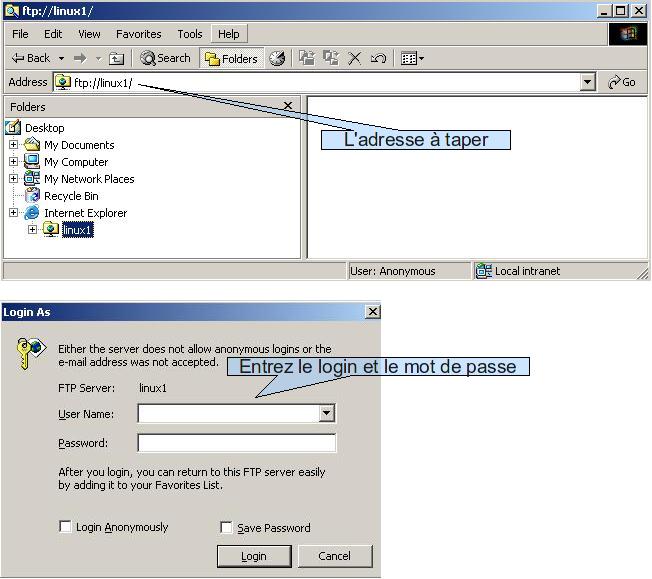 ftp://linux1/
File Edit View Favorites Tools Help
Back Search Folders
Address ftp://linux1/ Go
Folders
L'adresse à taper
Desktop
My Documents
My Computer
My Network Places
Recycle Bin
Internet Explorer
linux1
User: Anonymous Local intranet
Login As
Either the server does not allow anonymous logins or the
e-mail address was not accepted.
Entrez le login et le mot de passe
FTP Server: linux1
User Name:
Password:
After you login, you can return to this FTP server easily
by adding it to your Favorites List.
Login Anonymously Save Password
Login Cancel